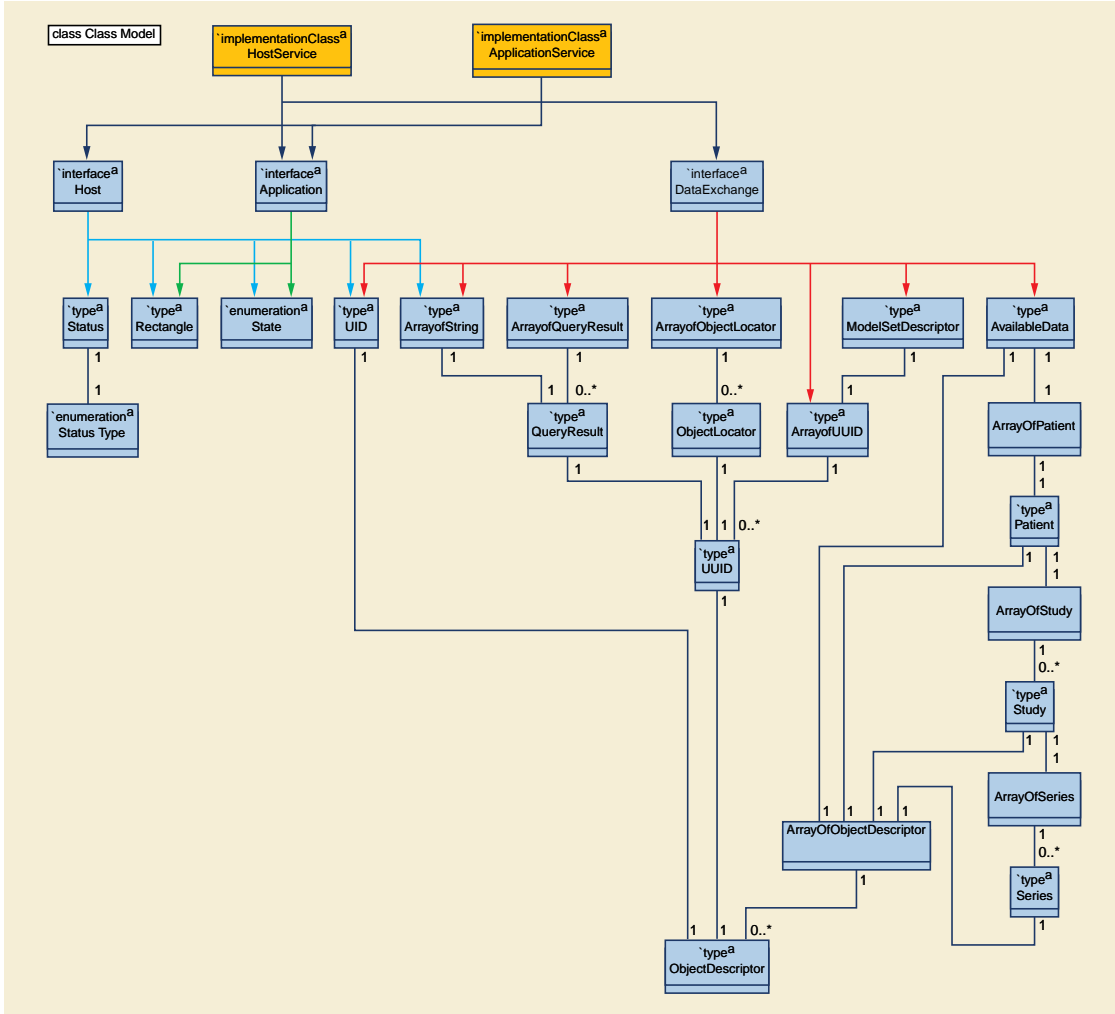 class Class Model
`implementationClassª
HostService
`implementationClassª
ApplicationService
`interfaceª
Host
`interfaceª
Application
`interfaceª
DataExchange
`typeª
Status
`typeª
Rectangle
`enumerationª
State
`typeª
UID
`typeª
ArrayofString
`typeª
ArrayofQueryResult
`typeª
ArrayofObjectLocator
`typeª
ModelSetDescriptor
`typeª
AvailableData
1
1
1
1
1
1
1
1
1
1
0..*
0..*
1
1
1
`enumerationª
Status Type
`typeª
QueryResult
`typeª
ObjectLocator
`typeª
ArrayofUUID
ArrayOfPatient
1
1
1
1
1
1
1
0..*
`typeª
Patient
`typeª
UUID
1
1
1
1
ArrayOfStudy
1
0..*
`typeª
Study
1
1
1
ArrayOfSeries
1
1
1
1
ArrayOfObjectDescriptor
1
0..*
1
`typeª
Series
1
1
1
0..*
`typeª
ObjectDescriptor